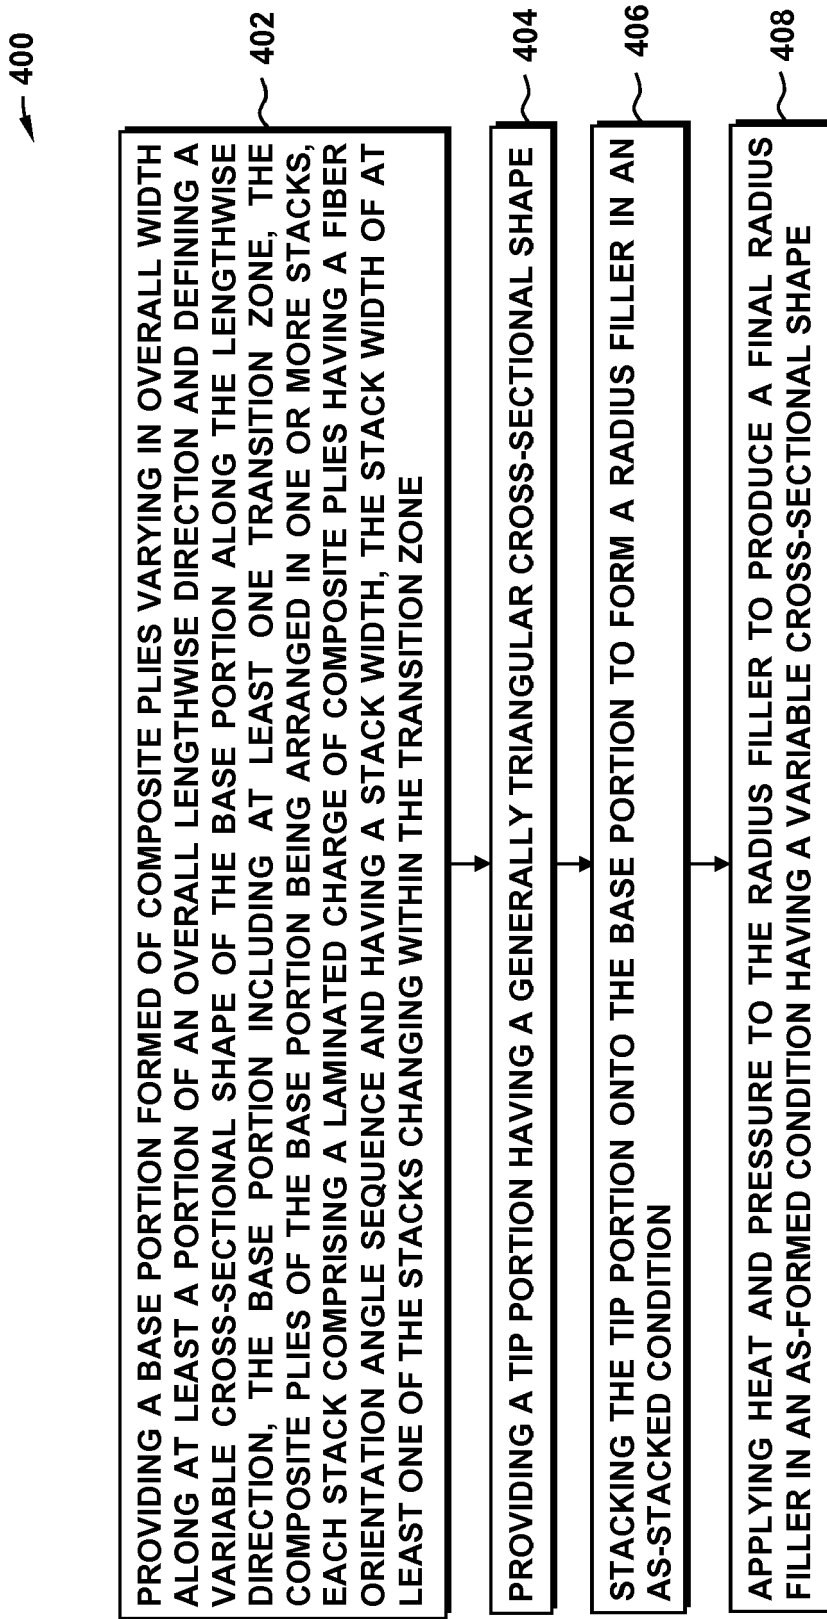 400
PROVIDING A BASE PORTION FORMED OF COMPOSITE PLIES VARYING IN OVERALL WIDTH
ALONG AT LEAST A PORTION OF AN OVERALL LENGTHWISE DIRECTION AND DEFINING A
VARIABLE CROSS-SECTIONAL SHAPE OF THE BASE PORTION ALONG THE LENGTHWISE
DIRECTION, THE BASE PORTION INCLUDING AT LEAST ONE TRANSITION ZONE, THE
COMPOSITE PLIES OF THE BASE PORTION BEING ARRANGED IN ONE OR MORE STACKS,
EACH STACK COMPRISING A LAMINATED CHARGE OF COMPOSITE PLIES HAVING A FIBER
ORIENTATION ANGLE SEQUENCE AND HAVING A STACK WIDTH, THE STACK WIDTH OF AT
LEAST ONE OF THE STACKS CHANGING WITHIN THE TRANSITION ZONE
402
PROVIDING A TIP PORTION HAVING A GENERALLY TRIANGULAR CROSS-SECTIONAL SHAPE
404
STACKING THE TIP PORTION ONTO THE BASE PORTION TO FORM A RADIUS FILLER IN AN
AS-STACKED CONDITION
406
APPLYING HEAT AND PRESSURE TO THE RADIUS FILLER TO PRODUCE A FINAL RADIUS
FILLER IN AN AS-FORMED CONDITION HAVING A VARIABLE CROSS-SECTIONAL SHAPE
408